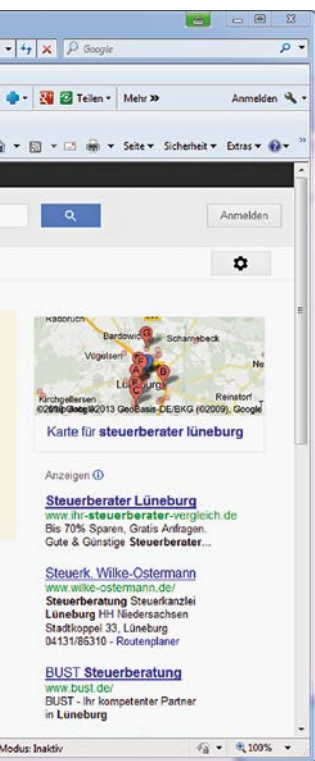 Google
Teilen Mehr Anmelden
Seite Sicherheit Extras
Anmelden
Radbruch
Bardowick G Scharnebeck
Vögelsen F
A B Ne
Lüneburg
C
Kirchgellersen Reinstorf
GeoBasis-DE/BKG (©2009), Google
Karte für steuerberater lüneburg
Anzeigen
Steuerberater Lüneburg
www.ihr-steuerberater-vergleich.de
Bis 70% Sparen, Gratis Anfragen.
Gute & Günstige Steuerberater...
Steuerk. Wilke-Ostermann
www.wilke-ostermann.de/
Steuerberatung Steuerkanzlei
Lüneburg HH Niedersachsen
Stadtkoppel 33, Lüneburg
04131/86310 - Routenplaner
BUST Steuerberatung
www.bust.de/
BUST - Ihr kompetenter Partner
in Lüneburg
Modus: Inaktiv 100%